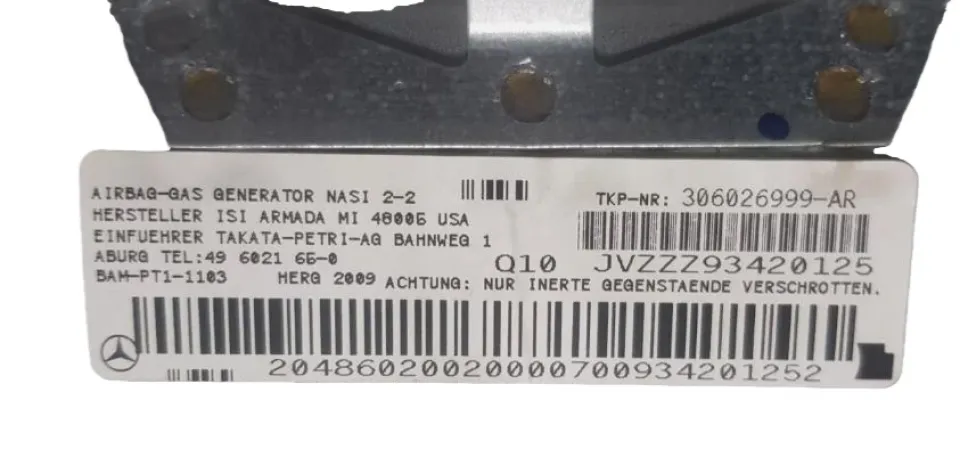 AIRBAG-GAS GENERATOR NASI 2-2
HERSTELLER ISI ARMADA MI 48005 USA
EINFUEHRER TAKATA-PETRI-AG BAHNWEG 1
ABURG TEL:49 6021 65-0
BAM-PT1-1103 HERG 2009
TKP-NR: 306026999-AR
Q10 JVZZZ93420125
ACHTUNG: NUR INERTE GEGENSTAENDE VERSCHROTTEN.
20486020020000700934201252